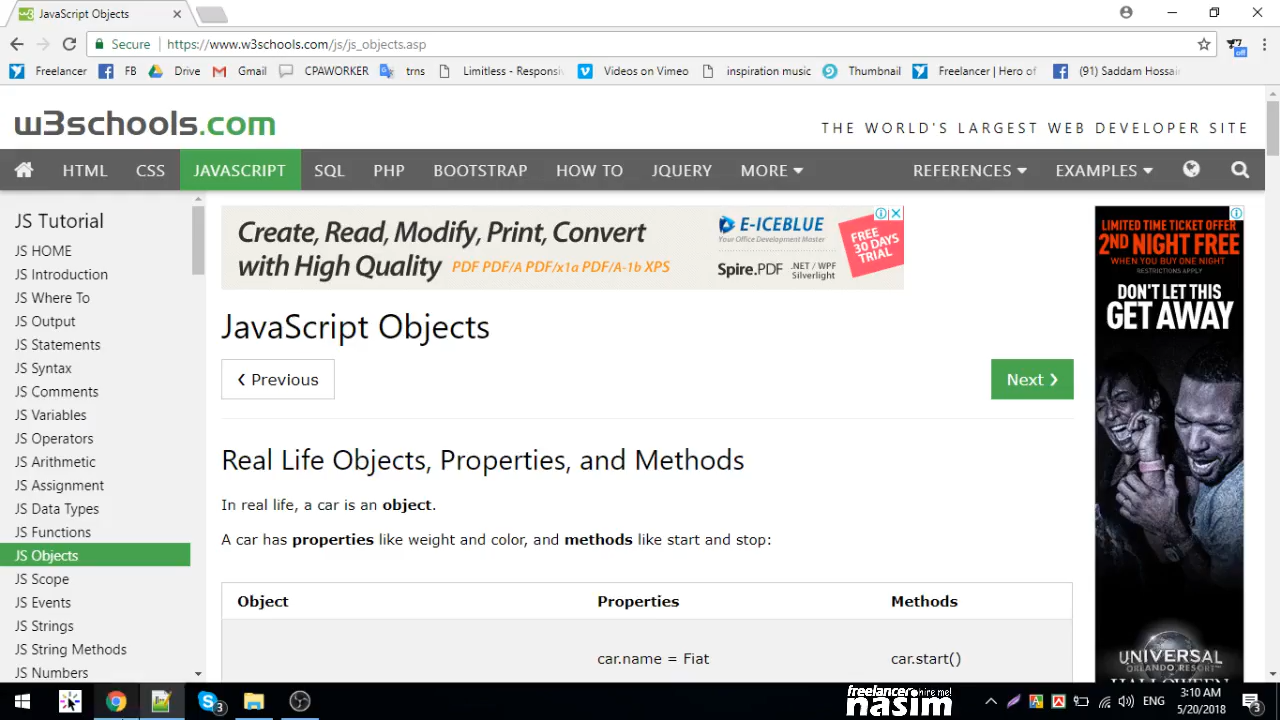 JavaScript Objects
Secure https://www.w3schools.com/js/js_objects.asp
off
Freelancer FB Drive Gmail CPAWORKER trns Limitless - Responsi Videos on Vimeo inspiration music Thumbnail Freelancer | Hero of (91) Saddam Hossai
w3schools.com
THE WORLD'S LARGEST WEB DEVELOPER SITE
HTML CSS JAVASCRIPT SQL PHP BOOTSTRAP HOW TO JQUERY MORE REFERENCES EXAMPLES
JS Tutorial
JS HOME
JS Introduction
JS Where To
JS Output
JS Statements
JS Syntax
JS Comments
JS Variables
JS Operators
JS Arithmetic
JS Assignment
JS Data Types
JS Functions
JS Objects
JS Scope
JS Events
JS Strings
JS String Methods
JS Numbers
Create, Read, Modify, Print, Convert
with High Quality PDF PDF/A PDF/x1a PDF/A-1b XPS
E-ICEBLUE
Your Office Development Master
Spire.PDF .NET / WPF
Silverlight
FREE
30 DAYS
TRIAL
JavaScript Objects
❮ Previous
Next ❯
Real Life Objects, Properties, and Methods
In real life, a car is an object.
A car has properties like weight and color, and methods like start and stop:
Object Properties Methods
car.name = Fiat car.start()
LIMITED TIME TICKET OFFER
2ND NIGHT FREE
WHEN YOU BUY ONE NIGHT
RESTRICTIONS APPLY
DON'T LET THIS
GET AWAY
UNIVERSAL
ORLANDO RESORT
HALLOWEEN
3
freelancer hire me!
nasim
ENG
3:10 AM
5/20/2018
3